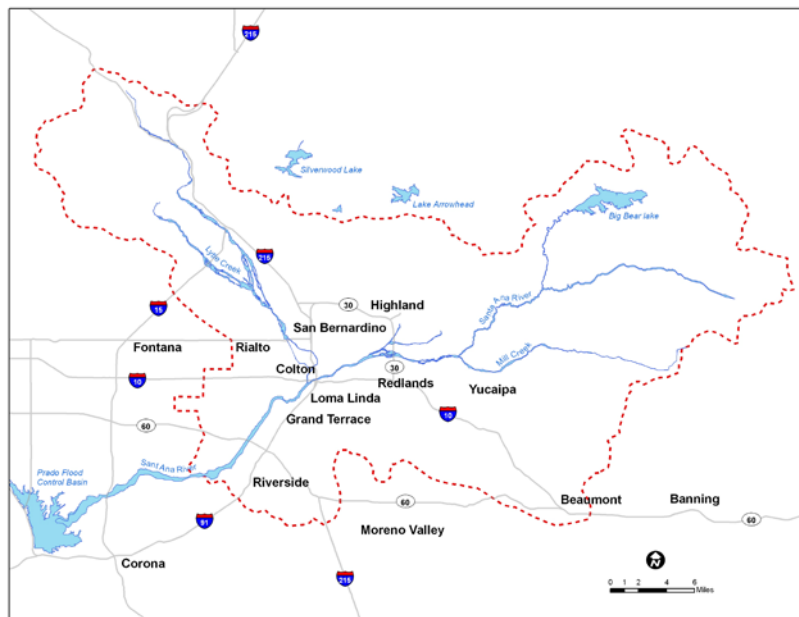 215
Silverwood Lake
Lake Arrowhead
Big Bear lake
Lytle Creek
215
Santa Ana River
15
30
Highland
San Bernardino
Mill Creek
Fontana
Rialto
Colton
30
10
Redlands
Yucaipa
Loma Linda
10
Grand Terrace
60
Sant Ana River
Prado Flood
Control Basin
Riverside
60
Beaumont
Banning
60
91
Moreno Valley
Corona
215
N
0 1 2 4 6
Miles